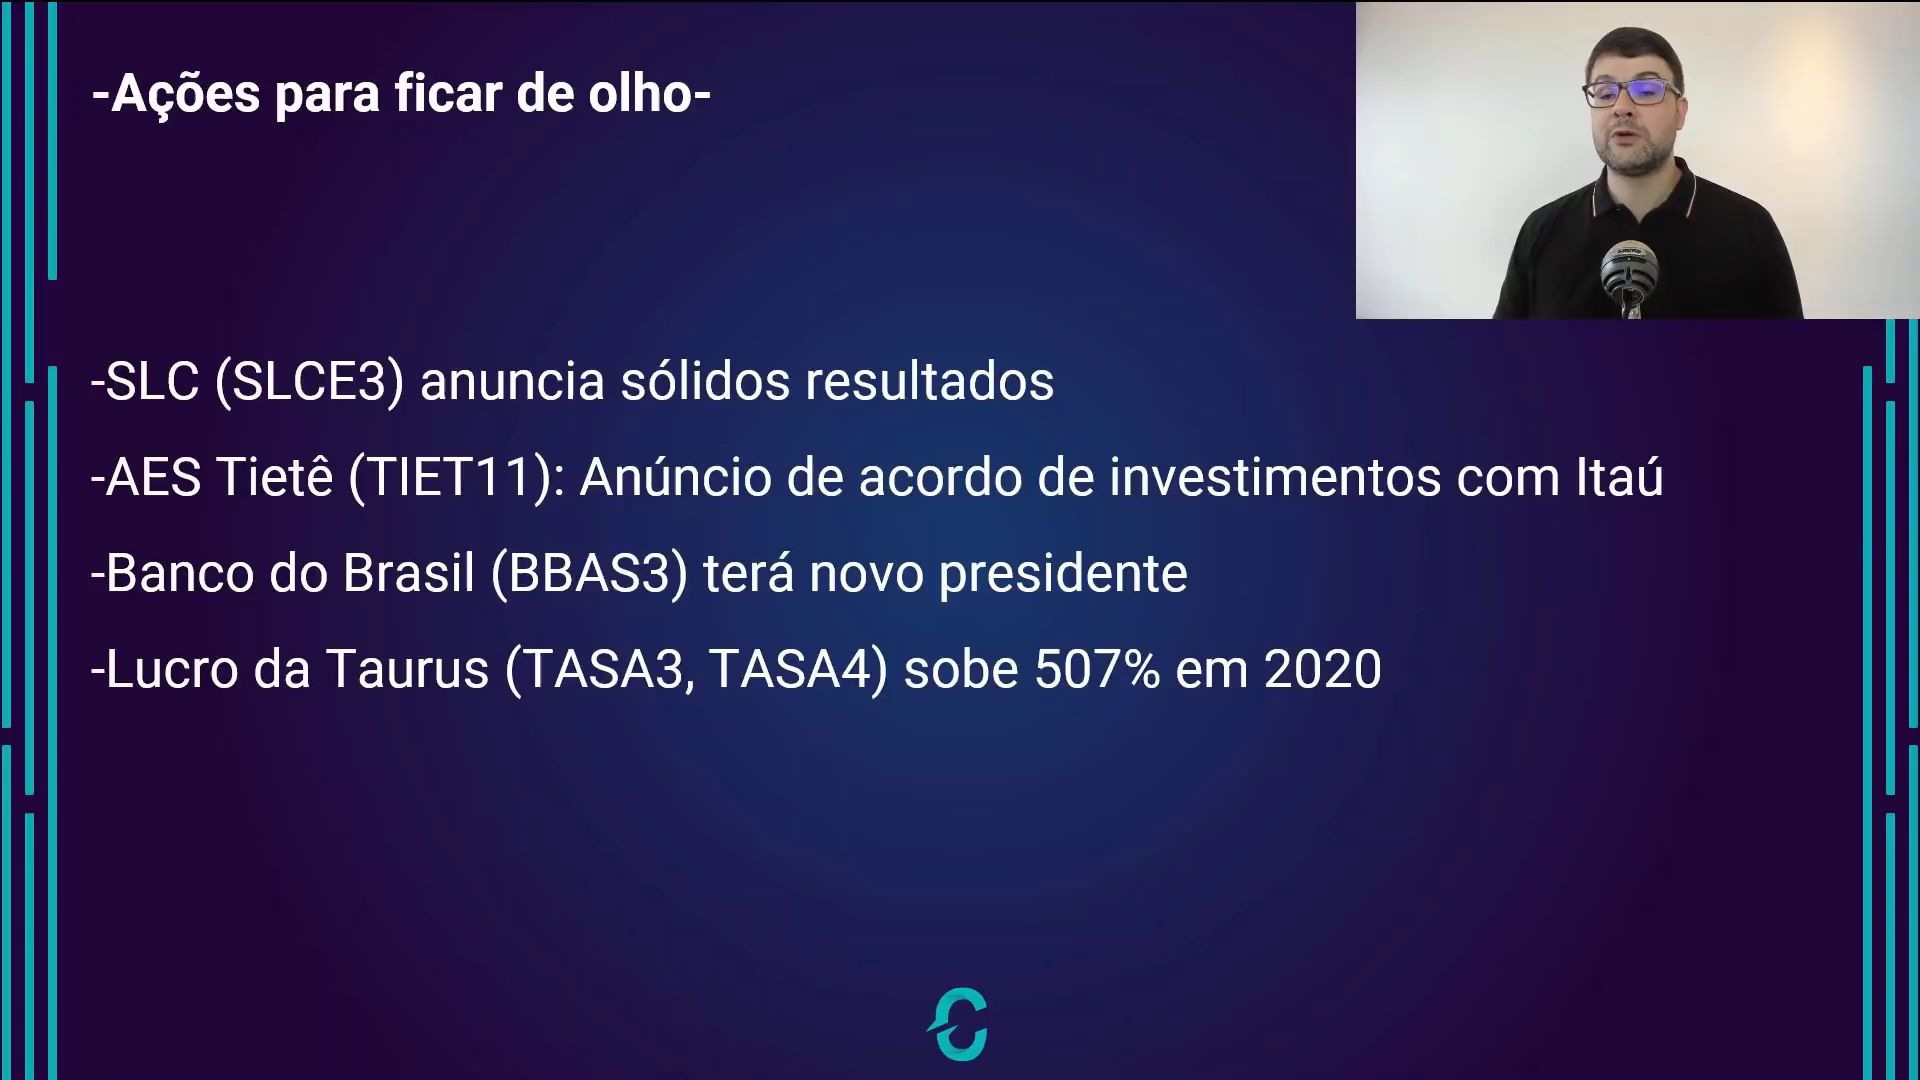 -Ações para ficar de olho-
-SLC (SLCE3) anuncia sólidos resultados
-AES Tietê (TIET11): Anúncio de acordo de investimentos com Itaú
-Banco do Brasil (BBAS3) terá novo presidente
-Lucro da Taurus (TASA3, TASA4) sobe 507% em 2020